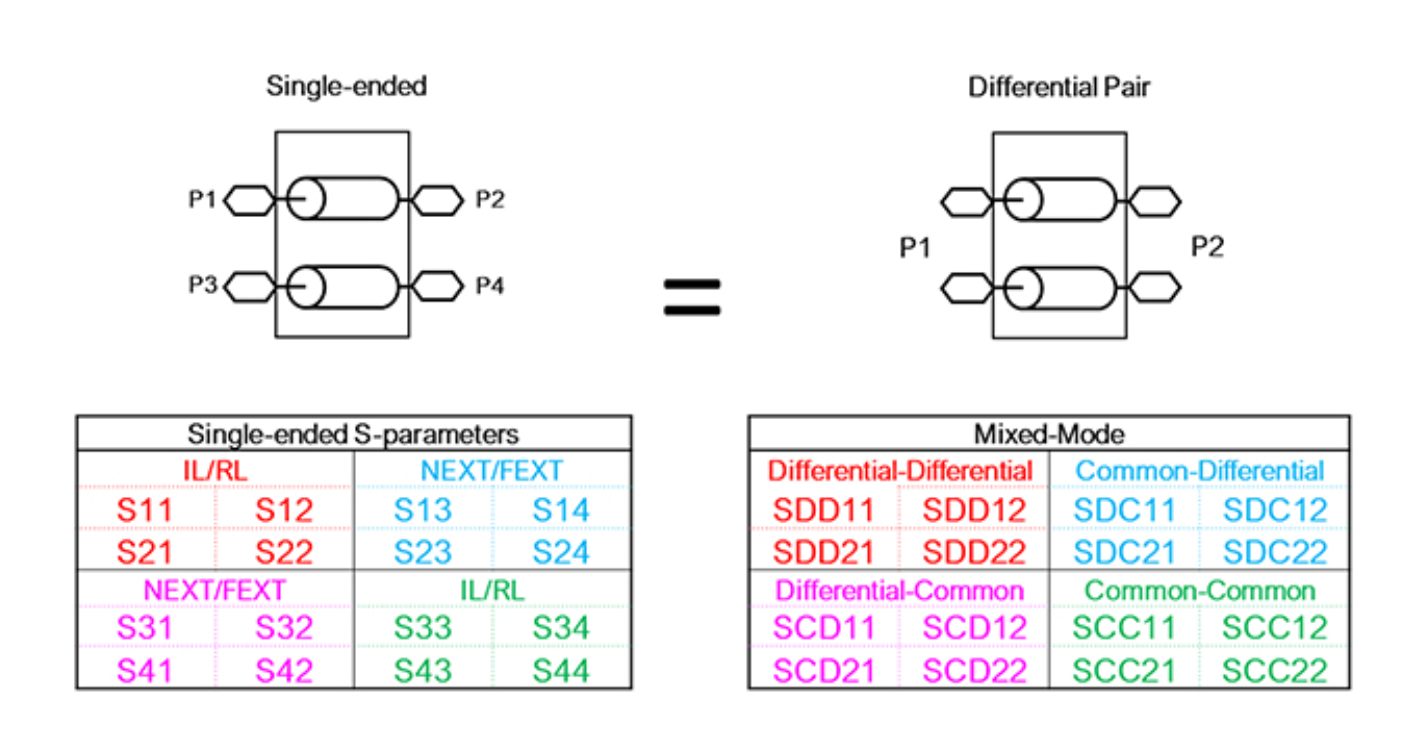 Single-ended
Differential Pair
P1
P2
P3
P4
P1
P2
Single-ended S-parameters
IL/RL NEXT/FEXT
S11 S12 S13 S14
S21 S22 S23 S24
NEXT/FEXT IL/RL
S31 S32 S33 S34
S41 S42 S43 S44
Mixed-Mode
Differential-Differential Common-Differential
SDD11 SDD12 SDC11 SDC12
SDD21 SDD22 SDC21 SDC22
Differential-Common Common-Common
SCD11 SCD12 SCC11 SCC12
SCD21 SCD22 SCC21 SCC22